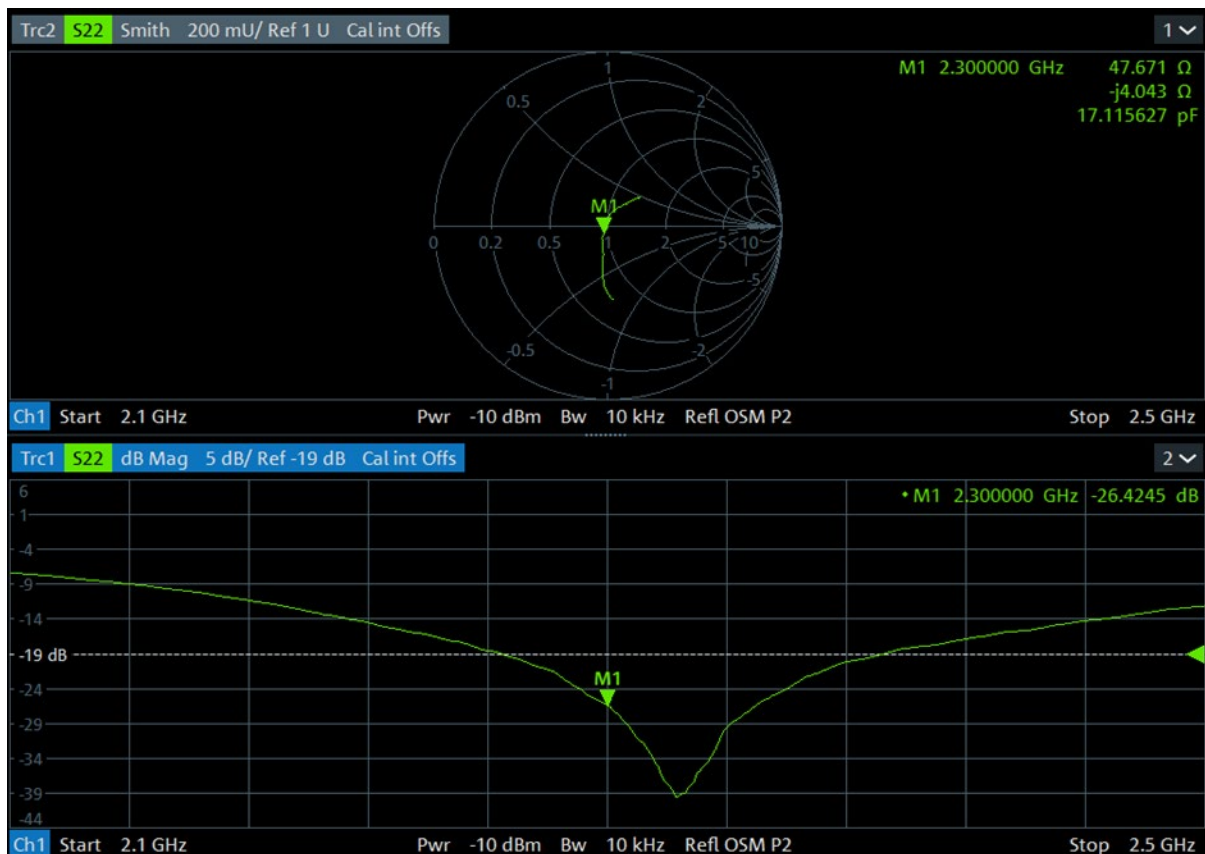 Trc2 S22 Smith 200 mU/ Ref 1 U Cal int Offs 1
M1 2.300000 GHz 47.671 Ω
-j4.043 Ω
17.115627 pF
1
0.5 2
5
M1
0 0.2 0.5 1 2 5 10
-5
-0.5 -2
-1
Ch1 Start 2.1 GHz Pwr -10 dBm Bw 10 kHz Refl OSM P2 Stop 2.5 GHz
Trc1 S22 dB Mag 5 dB/ Ref -19 dB Cal int Offs 2
6
• M1 2.300000 GHz -26.4245 dB
1
-4
-9
-14
-19 dB
M1
-24
-29
-34
-39
-44
Ch1 Start 2.1 GHz Pwr -10 dBm Bw 10 kHz Refl OSM P2 Stop 2.5 GHz